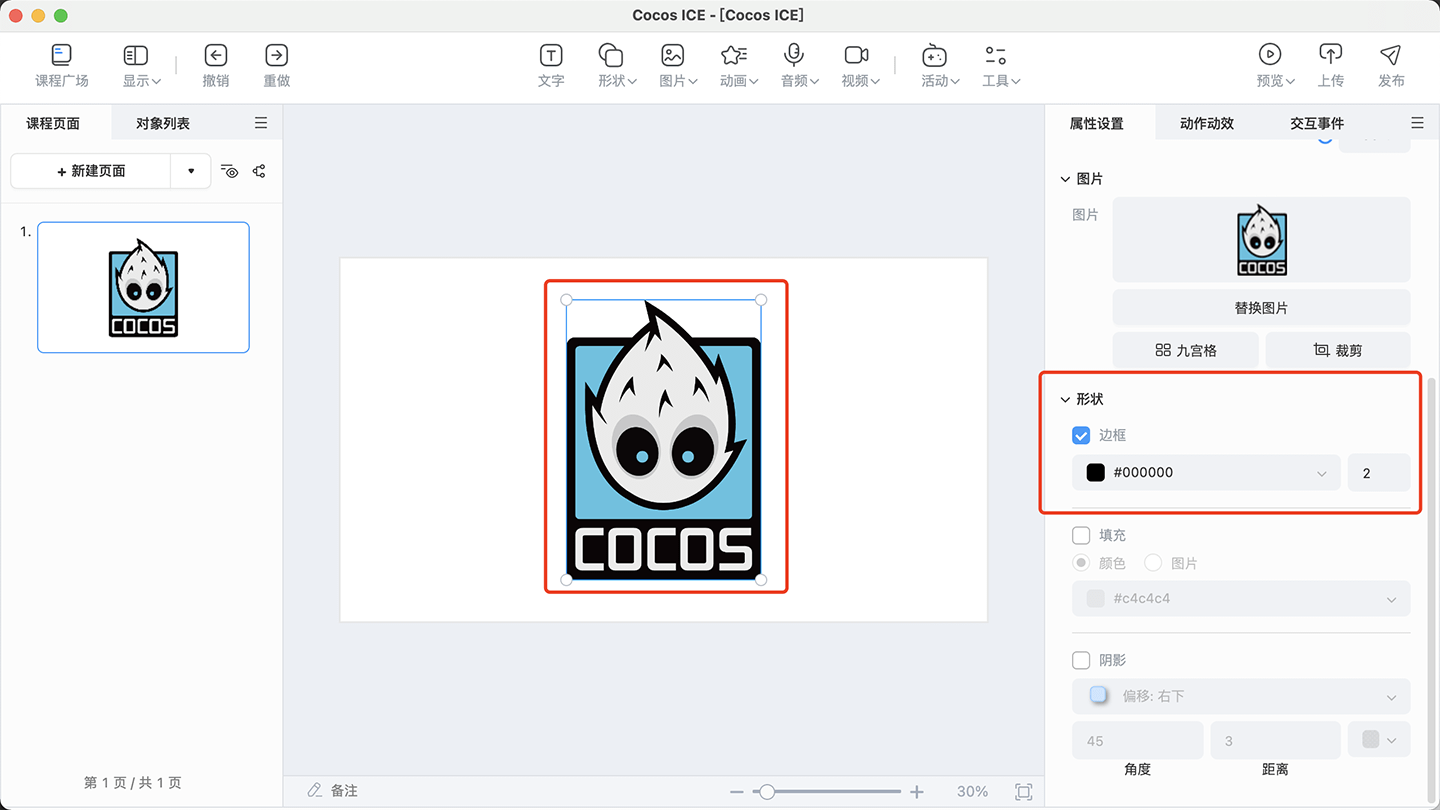 Cocos ICE - [Cocos ICE]
课程广场 显示 撤销 重做 文字 形状 图片 动画 音频 视频 活动 工具 预览 上传 发布
课程页面 对象列表
+ 新建页面
1.
COCOS
第 1 页 / 共 1 页
COCOS
备注
30%
属性设置 动作动效 交互事件
图片
图片
COCOS
替换图片
九宫格 裁剪
形状
边框
#000000 2
填充
颜色 图片
#c4c4c4
阴影
偏移: 右下
45 3
角度 距离